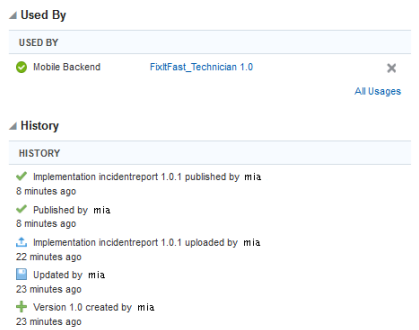 Used By
USED BY
Mobile Backend FixItFast_Technician 1.0
All Usages
History
HISTORY
Implementation incidentreport 1.0.1 published by mia
8 minutes ago
Published by mia
8 minutes ago
Implementation incidentreport 1.0.1 uploaded by mia
22 minutes ago
Updated by mia
23 minutes ago
Version 1.0 created by mia
23 minutes ago